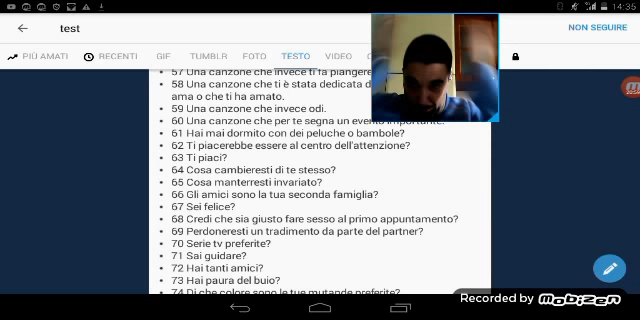 14:35
test
NON SEGUIRE
PIÙ AMATI
RECENTI
GIF
TUMBLR
FOTO
TESTO
VIDEO
57 Una canzone che invece ti fa piangere
58 Una canzone che ti è stata dedicata d
ama o che ti ha amato.
59 Una canzone che invece odi.
60 Una canzone che per te segna un evento importante.
61 Hai mai dormito con dei peluche o bambole?
62 Ti piacerebbe essere al centro dell'attenzione?
63 Ti piaci?
64 Cosa cambieresti di te stesso?
65 Cosa manterresti invariato?
66 Gli amici sono la tua seconda famiglia?
67 Sei felice?
68 Credi che sia giusto fare sesso al primo appuntamento?
69 Perdoneresti un tradimento da parte del partner?
70 Serie tv preferite?
71 Sai guidare?
72 Hai tanti amici?
73 Hai paura del buio?
74 Di che colore sono le tue mutande preferite?
Recorded by Mobizen